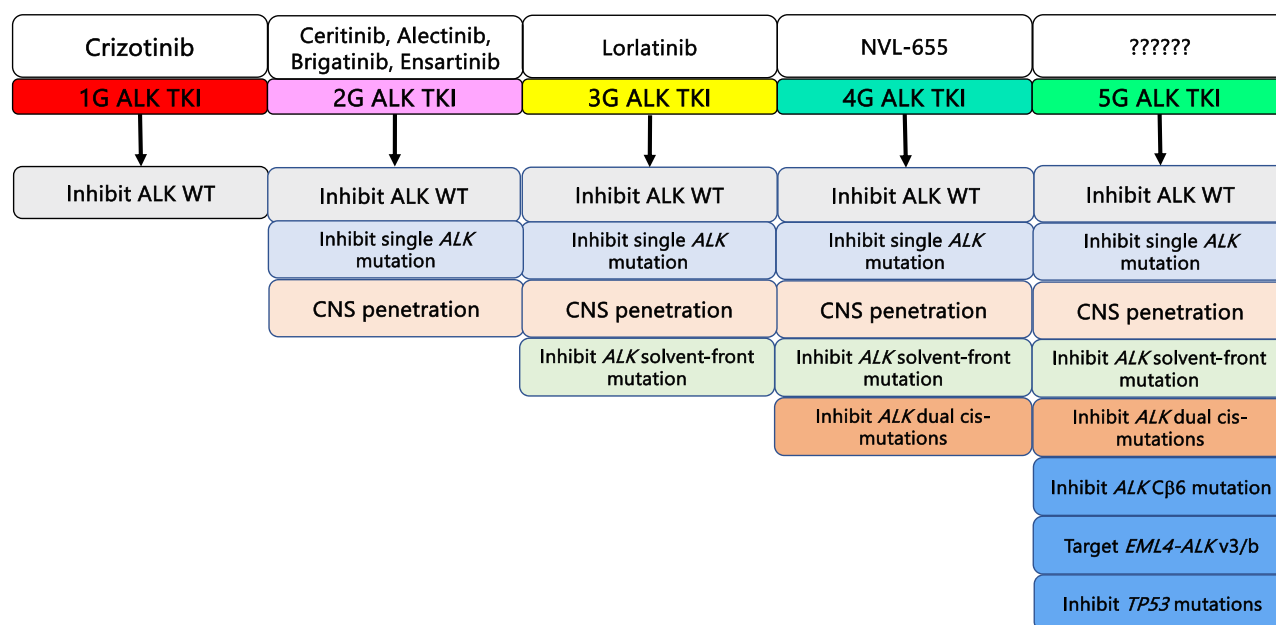 Crizotinib
Ceritinib, Alectinib,
Brigatinib, Ensartinib
Lorlatinib
NVL-655
??????
1G ALK TKI
2G ALK TKI
3G ALK TKI
4G ALK TKI
5G ALK TKI
Inhibit ALK WT
Inhibit ALK WT
Inhibit ALK WT
Inhibit ALK WT
Inhibit ALK WT
Inhibit single ALK
mutation
Inhibit single ALK
mutation
Inhibit single ALK
mutation
Inhibit single ALK
mutation
CNS penetration
CNS penetration
CNS penetration
CNS penetration
Inhibit ALK solvent-front
mutation
Inhibit ALK solvent-front
mutation
Inhibit ALK solvent-front
mutation
Inhibit ALK dual cis-
mutations
Inhibit ALK dual cis-
mutations
Inhibit ALK Cβ6 mutation
Target EML4-ALK v3/b
Inhibit TP53 mutations